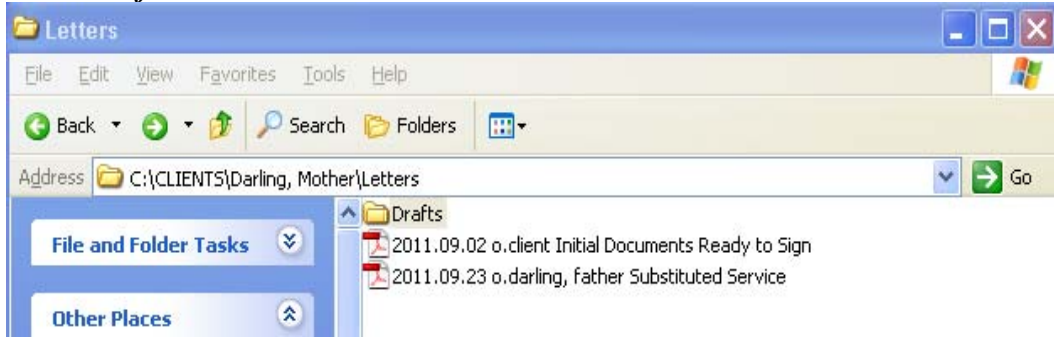 Letters
File Edit View Favorites Tools Help
Back Search Folders
Address C:\CLIENTS\Darling, Mother\Letters Go
File and Folder Tasks
Other Places
Drafts
2011.09.02 o.client Initial Documents Ready to Sign
2011.09.23 o.darling, father Substituted Service